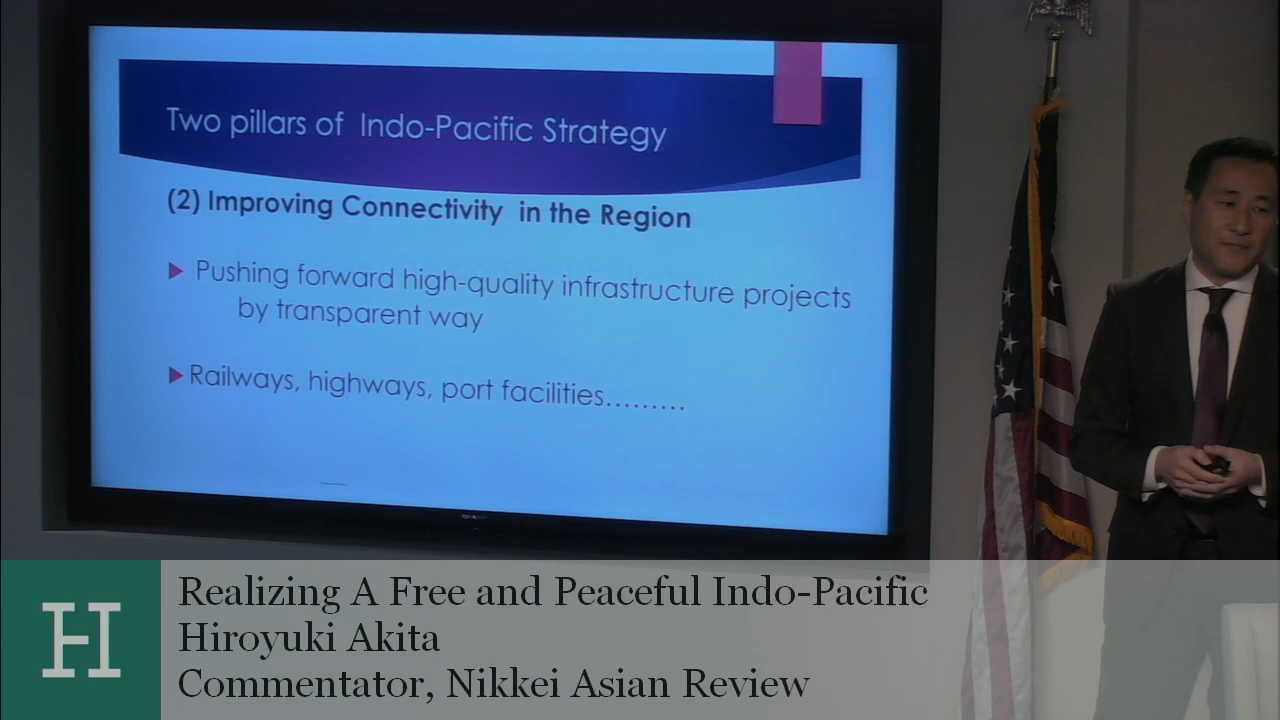 Two pillars of Indo-Pacific Strategy
(2) Improving Connectivity in the Region
Pushing forward high-quality infrastructure projects
by transparent way
Railways, highways, port facilities.........
H
Realizing A Free and Peaceful Indo-Pacific
Hiroyuki Akita
Commentator, Nikkei Asian Review